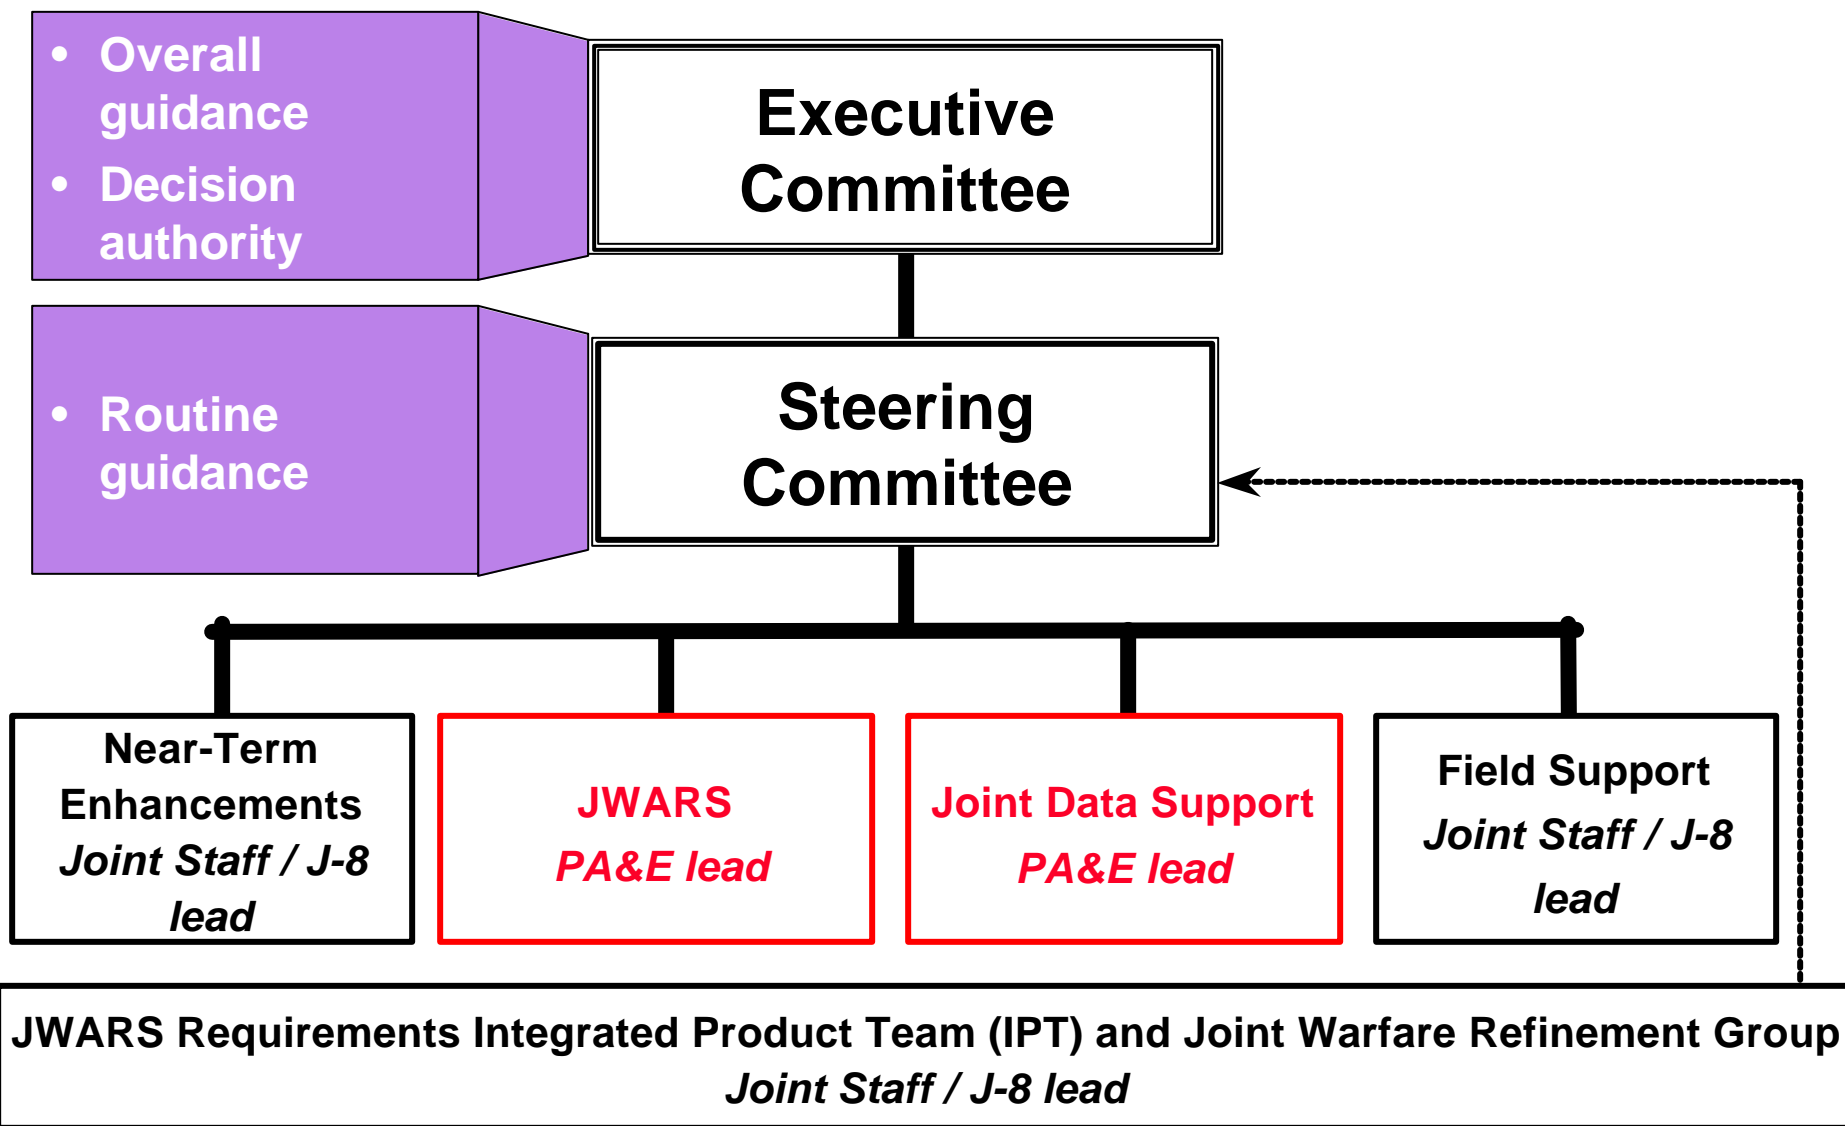 • Overall
guidance
• Decision
authority
Executive
Committee
• Routine
guidance
Steering
Committee
Near-Term
Enhancements
Joint Staff / J-8
lead
JWARS
PA&E lead
Joint Data Support
PA&E lead
Field Support
Joint Staff / J-8
lead
JWARS Requirements Integrated Product Team (IPT) and Joint Warfare Refinement Group
Joint Staff / J-8 lead